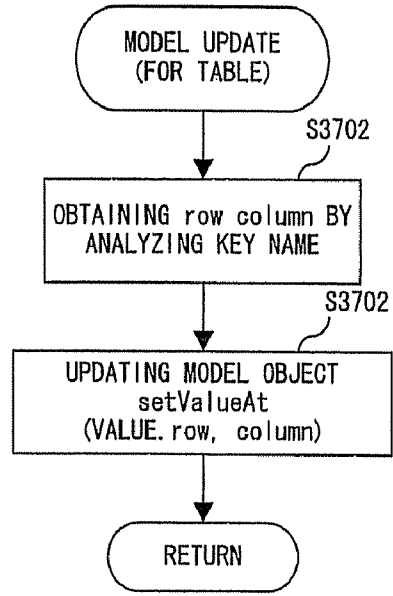 MODEL UPDATE
(FOR TABLE)
S3702
OBTAINING row column BY
ANALYZING KEY NAME
S3702
UPDATING MODEL OBJECT
setValueAt
(VALUE.row, column)
RETURN